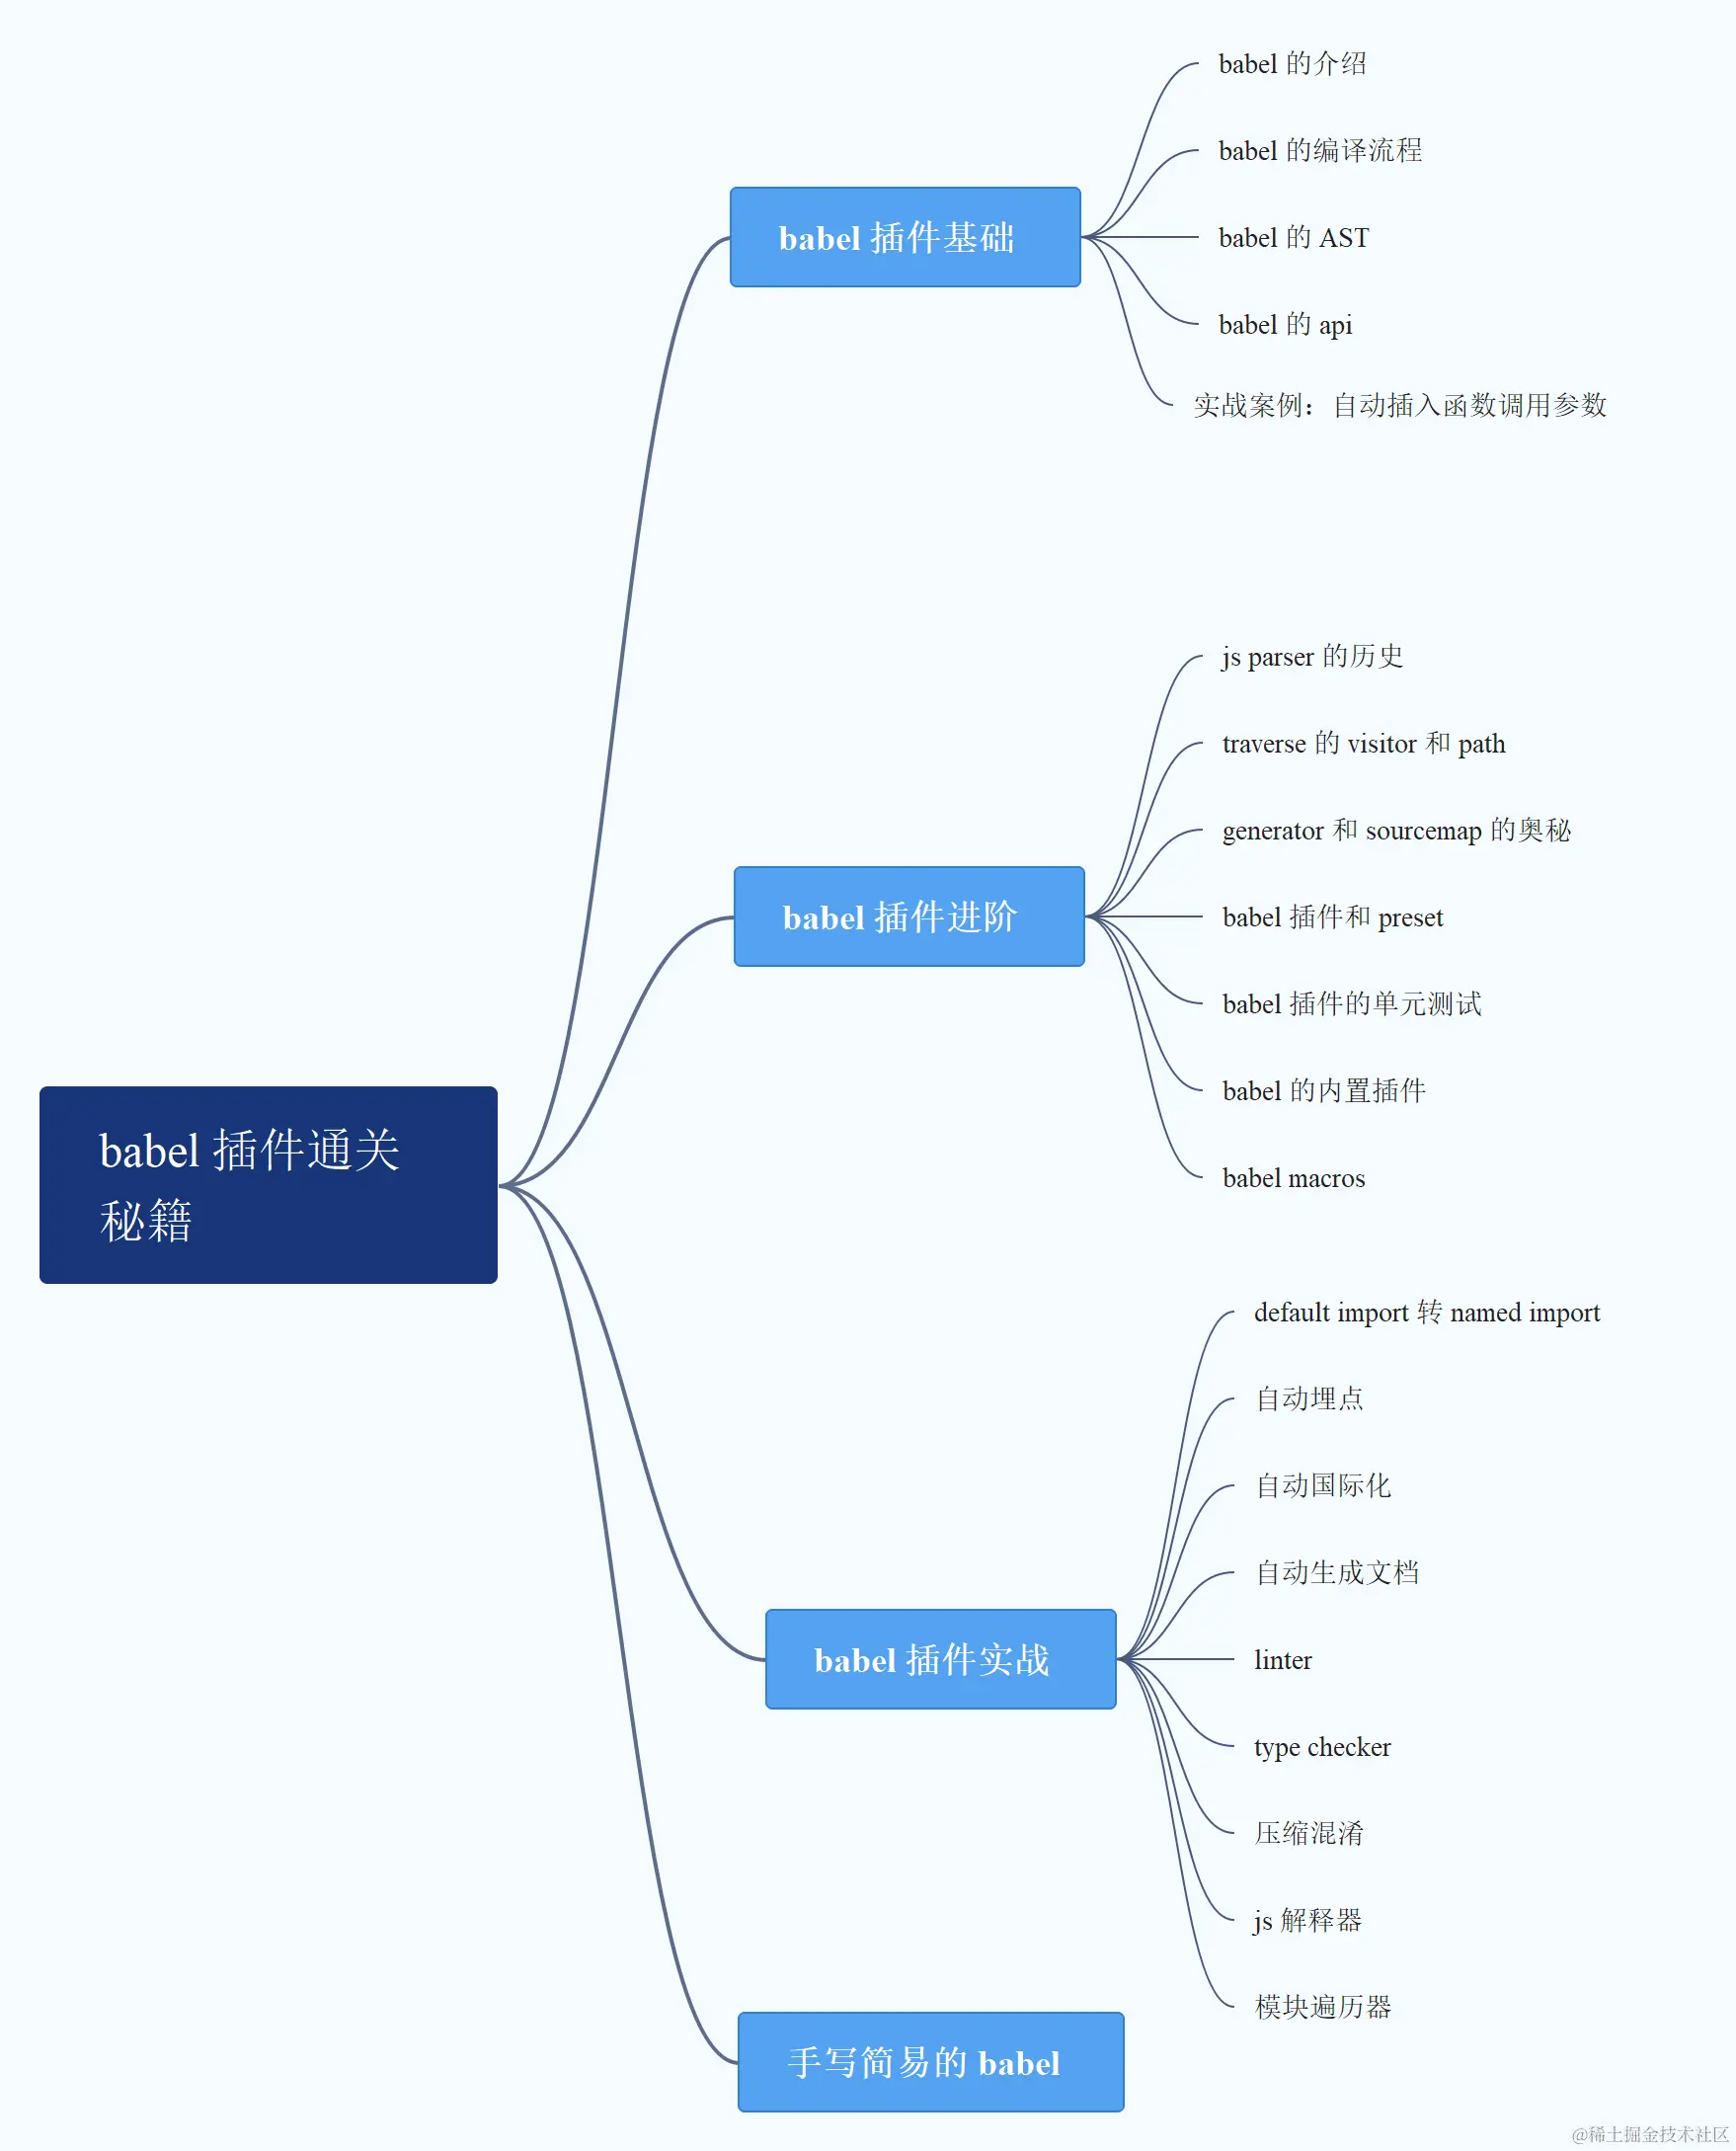 babel 插件通关
秘籍
babel 插件基础
babel 的介绍
babel 的编译流程
babel 的 AST
babel 的 api
实战案例：自动插入函数调用参数
babel 插件进阶
js parser 的历史
traverse 的 visitor 和 path
generator 和 sourcemap 的奥秘
babel 插件和 preset
babel 插件的单元测试
babel 的内置插件
babel macros
babel 插件实战
default import 转 named import
自动埋点
自动国际化
自动生成文档
linter
type checker
压缩混淆
js 解释器
模块遍历器
手写简易的 babel
@稀土掘金技术社区